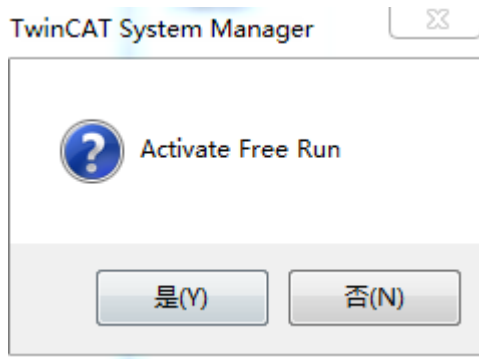 TwinCAT System Manager
Activate Free Run
是(Y)
否(N)